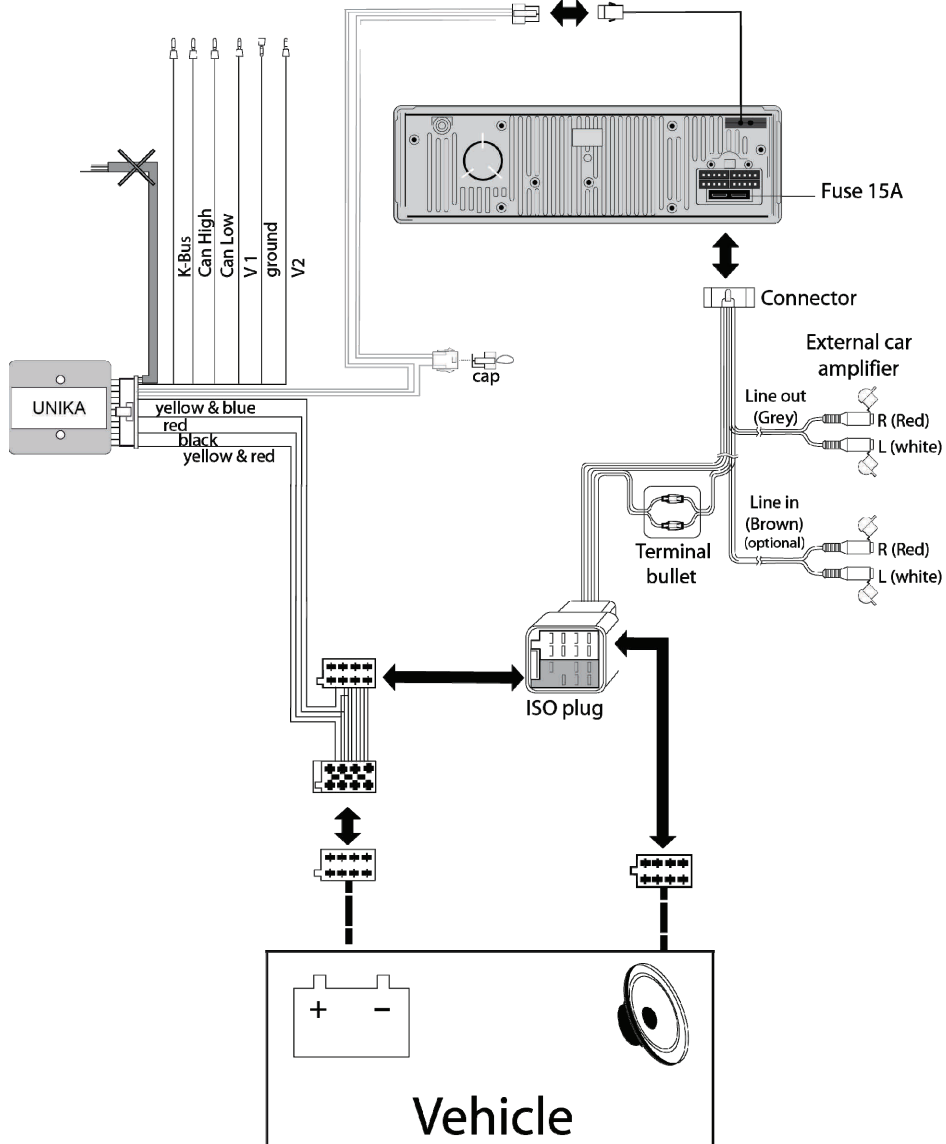 Fuse 15A
K-Bus
Can High
Can Low
V 1
ground
V2
Connector
External car
amplifier
cap
Line out
(Grey)
R (Red)
L (white)
UNIKA
yellow & blue
red
black
yellow & red
Line in
(Brown)
(optional)
R (Red)
L (white)
Terminal
bullet
ISO plug
+ −
Vehicle